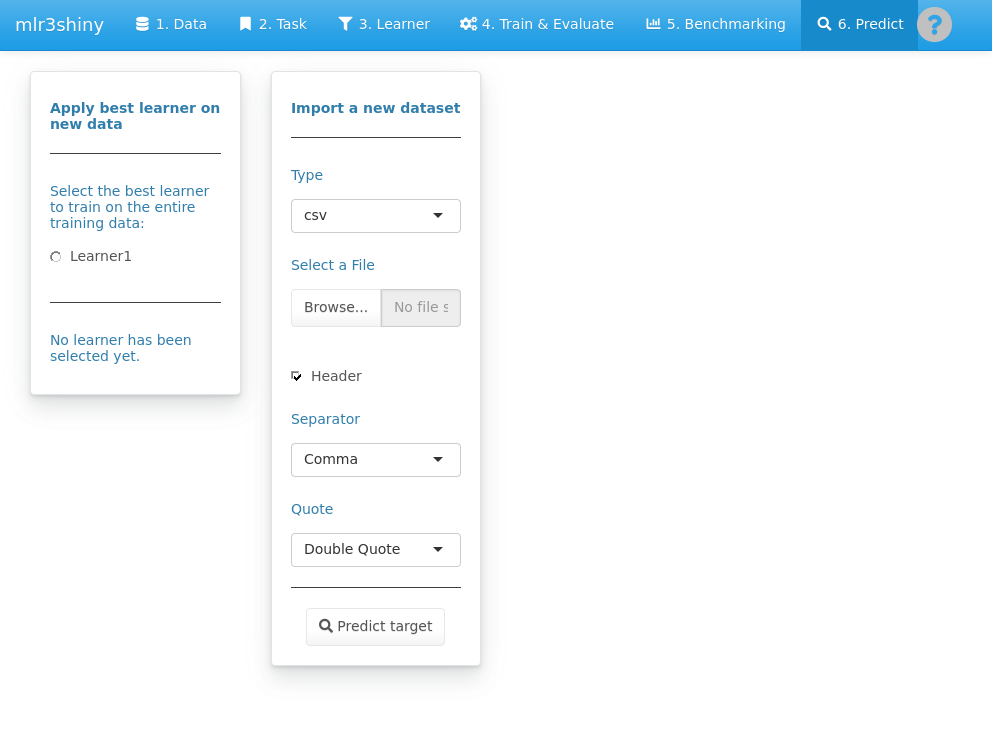 mlr3shiny 1. Data 2. Task 3. Learner 4. Train & Evaluate 5. Benchmarking 6. Predict ?
Apply best learner on
new data
Select the best learner
to train on the entire
training data:
Learner1
No learner has been
selected yet.
Import a new dataset
Type
csv
Select a File
Browse... No file s
Header
Separator
Comma
Quote
Double Quote
Predict target